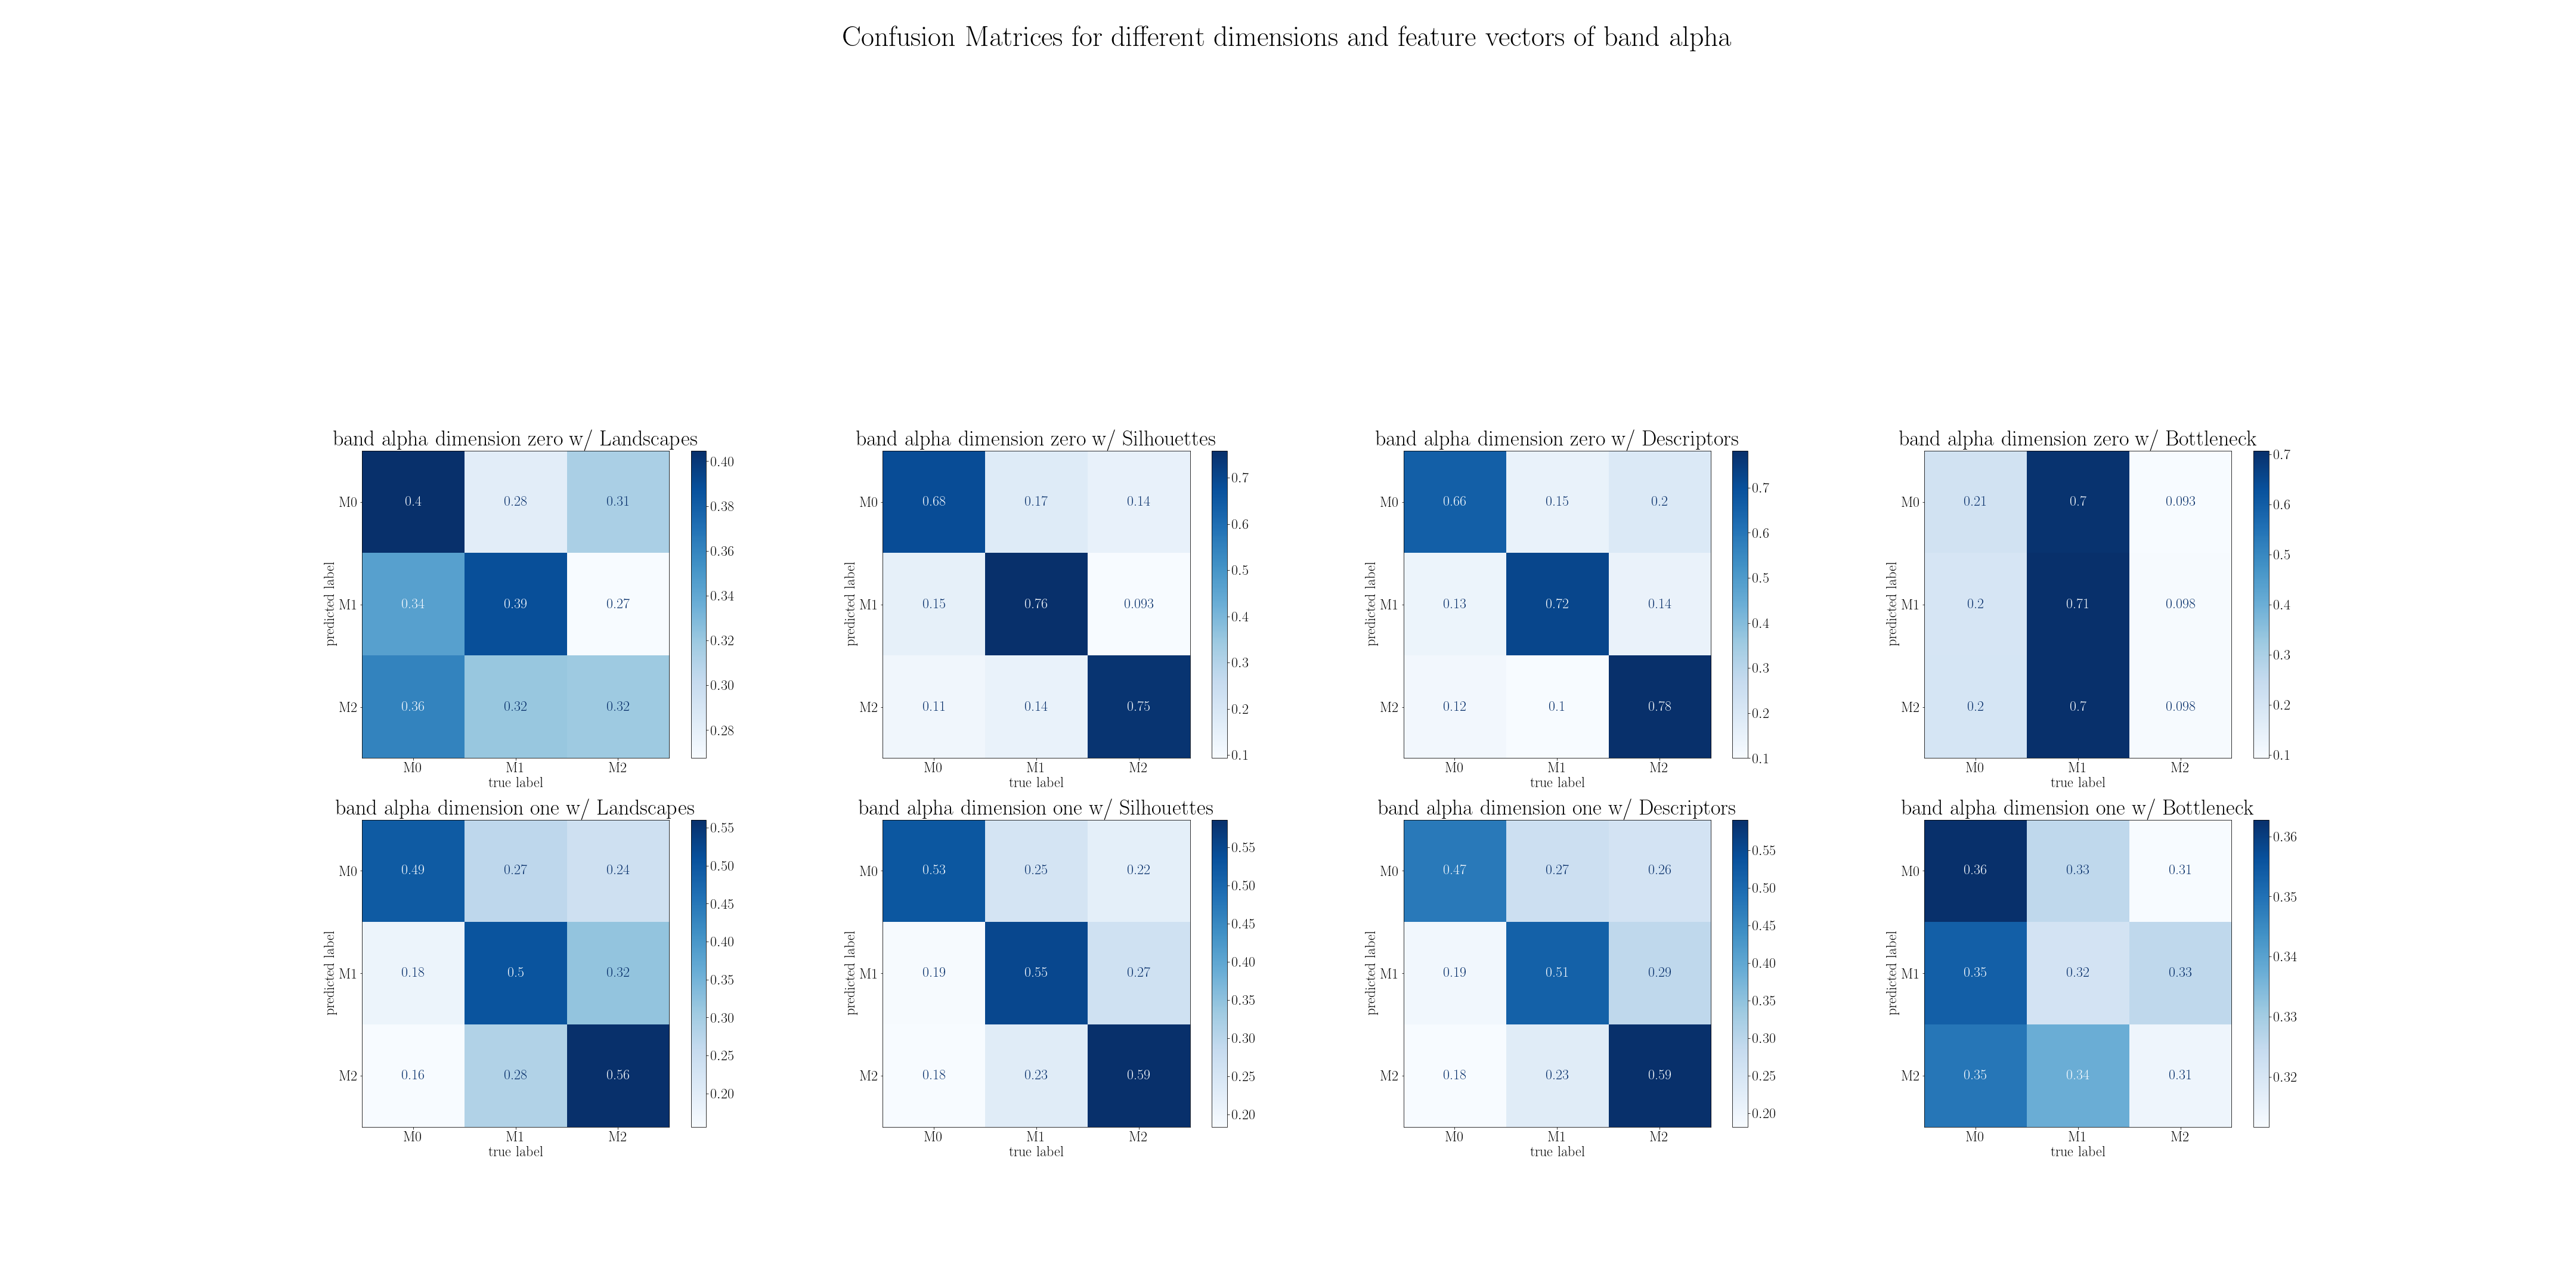 Confusion Matrices for different dimensions and feature vectors of band alpha
band alpha dimension zero w/ Landscapes
predicted label
M0 0.4 0.28 0.31
M1 0.34 0.39 0.27
M2 0.36 0.32 0.32
M0 M1 M2
true label
0.40
0.38
0.36
0.34
0.32
0.30
0.28
band alpha dimension zero w/ Silhouettes
predicted label
M0 0.68 0.17 0.14
M1 0.15 0.76 0.093
M2 0.11 0.14 0.75
M0 M1 M2
true label
0.7
0.6
0.5
0.4
0.3
0.2
0.1
band alpha dimension zero w/ Descriptors
predicted label
M0 0.66 0.15 0.2
M1 0.13 0.72 0.14
M2 0.12 0.1 0.78
M0 M1 M2
true label
0.7
0.6
0.5
0.4
0.3
0.2
0.1
band alpha dimension zero w/ Bottleneck
predicted label
M0 0.21 0.7 0.093
M1 0.2 0.71 0.098
M2 0.2 0.7 0.098
M0 M1 M2
true label
0.7
0.6
0.5
0.4
0.3
0.2
0.1
band alpha dimension one w/ Landscapes
predicted label
M0 0.49 0.27 0.24
M1 0.18 0.5 0.32
M2 0.16 0.28 0.56
M0 M1 M2
true label
0.55
0.50
0.45
0.40
0.35
0.30
0.25
0.20
band alpha dimension one w/ Silhouettes
predicted label
M0 0.53 0.25 0.22
M1 0.19 0.55 0.27
M2 0.18 0.23 0.59
M0 M1 M2
true label
0.55
0.50
0.45
0.40
0.35
0.30
0.25
0.20
band alpha dimension one w/ Descriptors
predicted label
M0 0.47 0.27 0.26
M1 0.19 0.51 0.29
M2 0.18 0.23 0.59
M0 M1 M2
true label
0.55
0.50
0.45
0.40
0.35
0.30
0.25
0.20
band alpha dimension one w/ Bottleneck
predicted label
M0 0.36 0.33 0.31
M1 0.35 0.32 0.33
M2 0.35 0.34 0.31
M0 M1 M2
true label
0.36
0.35
0.34
0.33
0.32